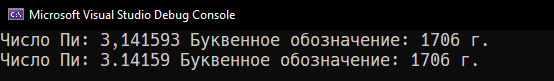 Microsoft Visual Studio Debug Console
Число Пи: 3,141593 Буквенное обозначение: 1706 г.
Число Пи: 3.14159 Буквенное обозначение: 1706 г.